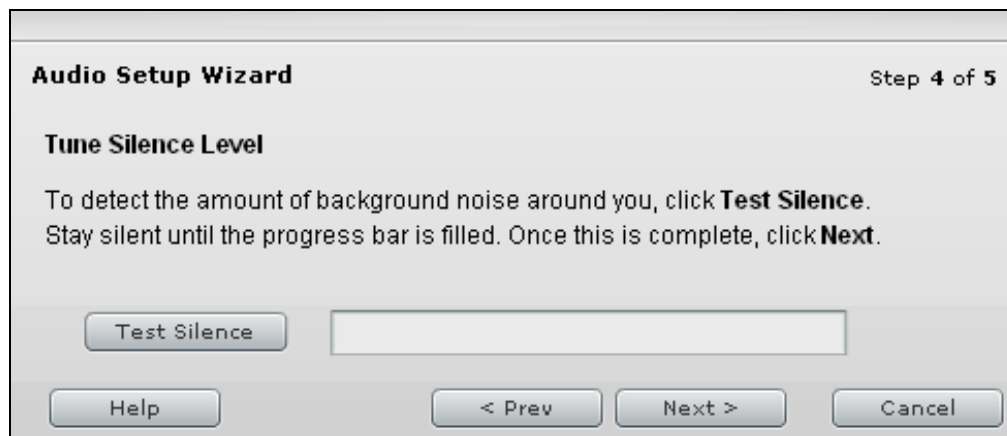 Audio Setup Wizard
Step 4 of 5
Tune Silence Level
To detect the amount of background noise around you, click Test Silence.
Stay silent until the progress bar is filled. Once this is complete, click Next.
Test Silence
Help
< Prev
Next >
Cancel